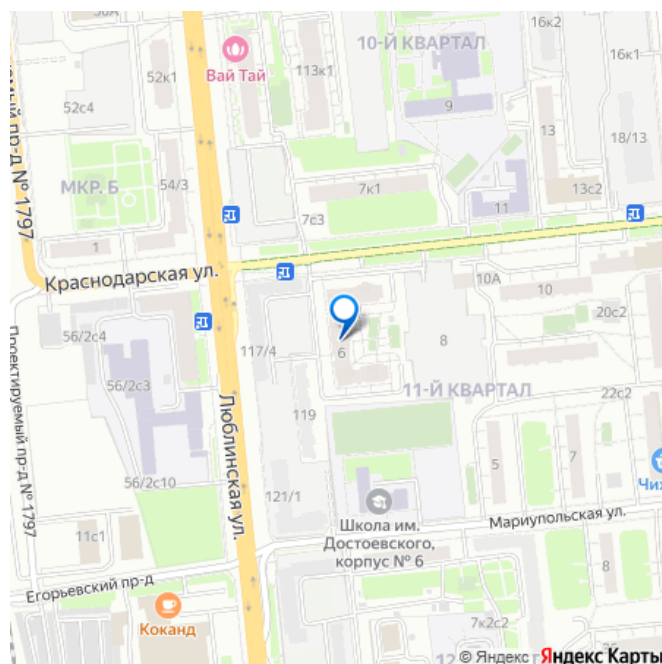 16к2
10-Й КВАРТАЛ
52к1
Вай Тай
113к1
16к1
52с4
9
13
18/13
МКР. Б
54/3
7к1
11
13с2
7с3
1
Краснодарская ул.
10А
10
20с2
56/2с4
117/4
6
8
56/2с3
11-Й КВАРТАЛ
22с2
Проектируемый пр-д № 1797
119
Люблинская ул.
5
7
56/2с10
121/1
Школа им.
Достоевского,
корпус № 6
Мариупольская ул.
11с1
Егорьевский пр-д
8
Коканд
7к2с2
© Яндекс Яндекс Карты